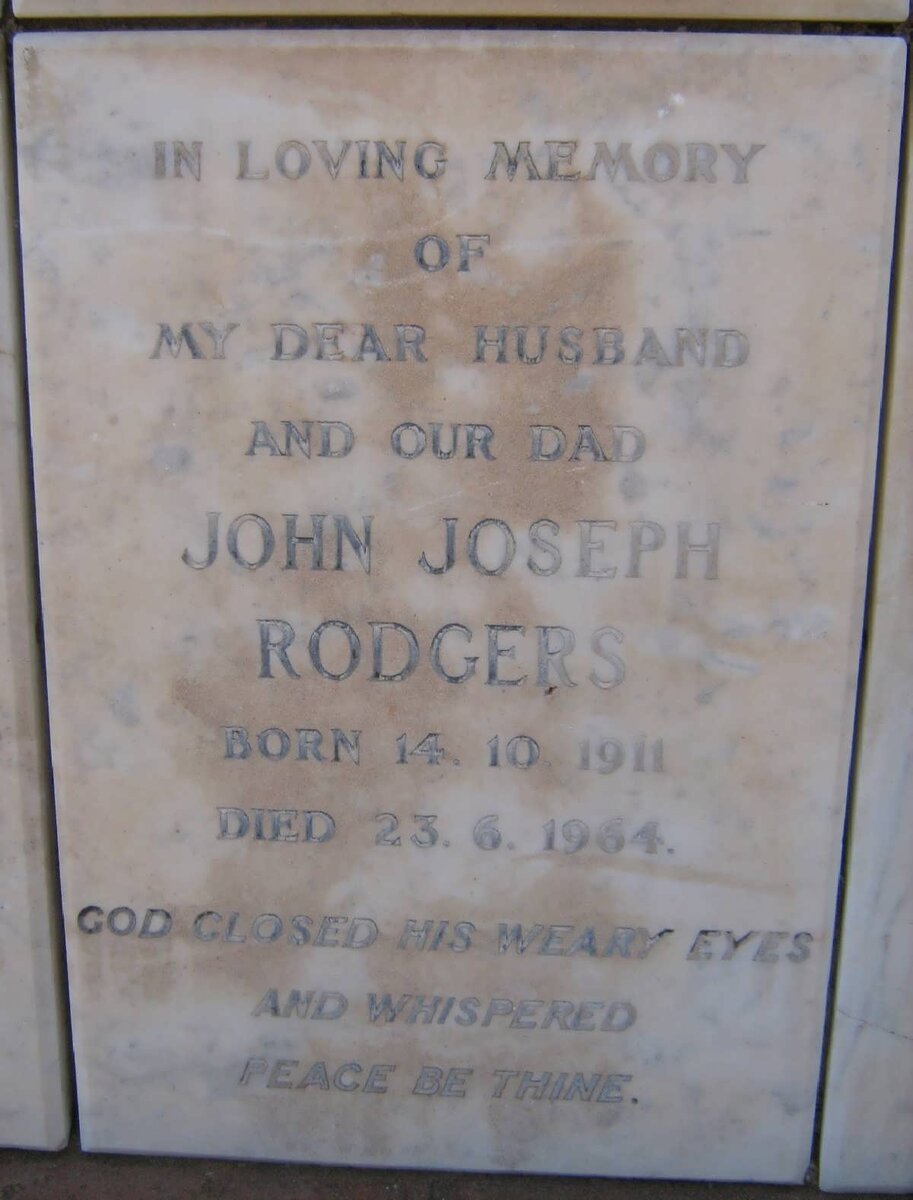 IN LOVING MEMORY
OF
MY DEAR HUSBAND
AND OUR DAD
JOHN JOSEPH
RODGERS
BORN 14. 10. 1911
DIED 23. 6. 1964.
GOD CLOSED HIS WEARY EYES
AND WHISPERED
PEACE BE THINE.